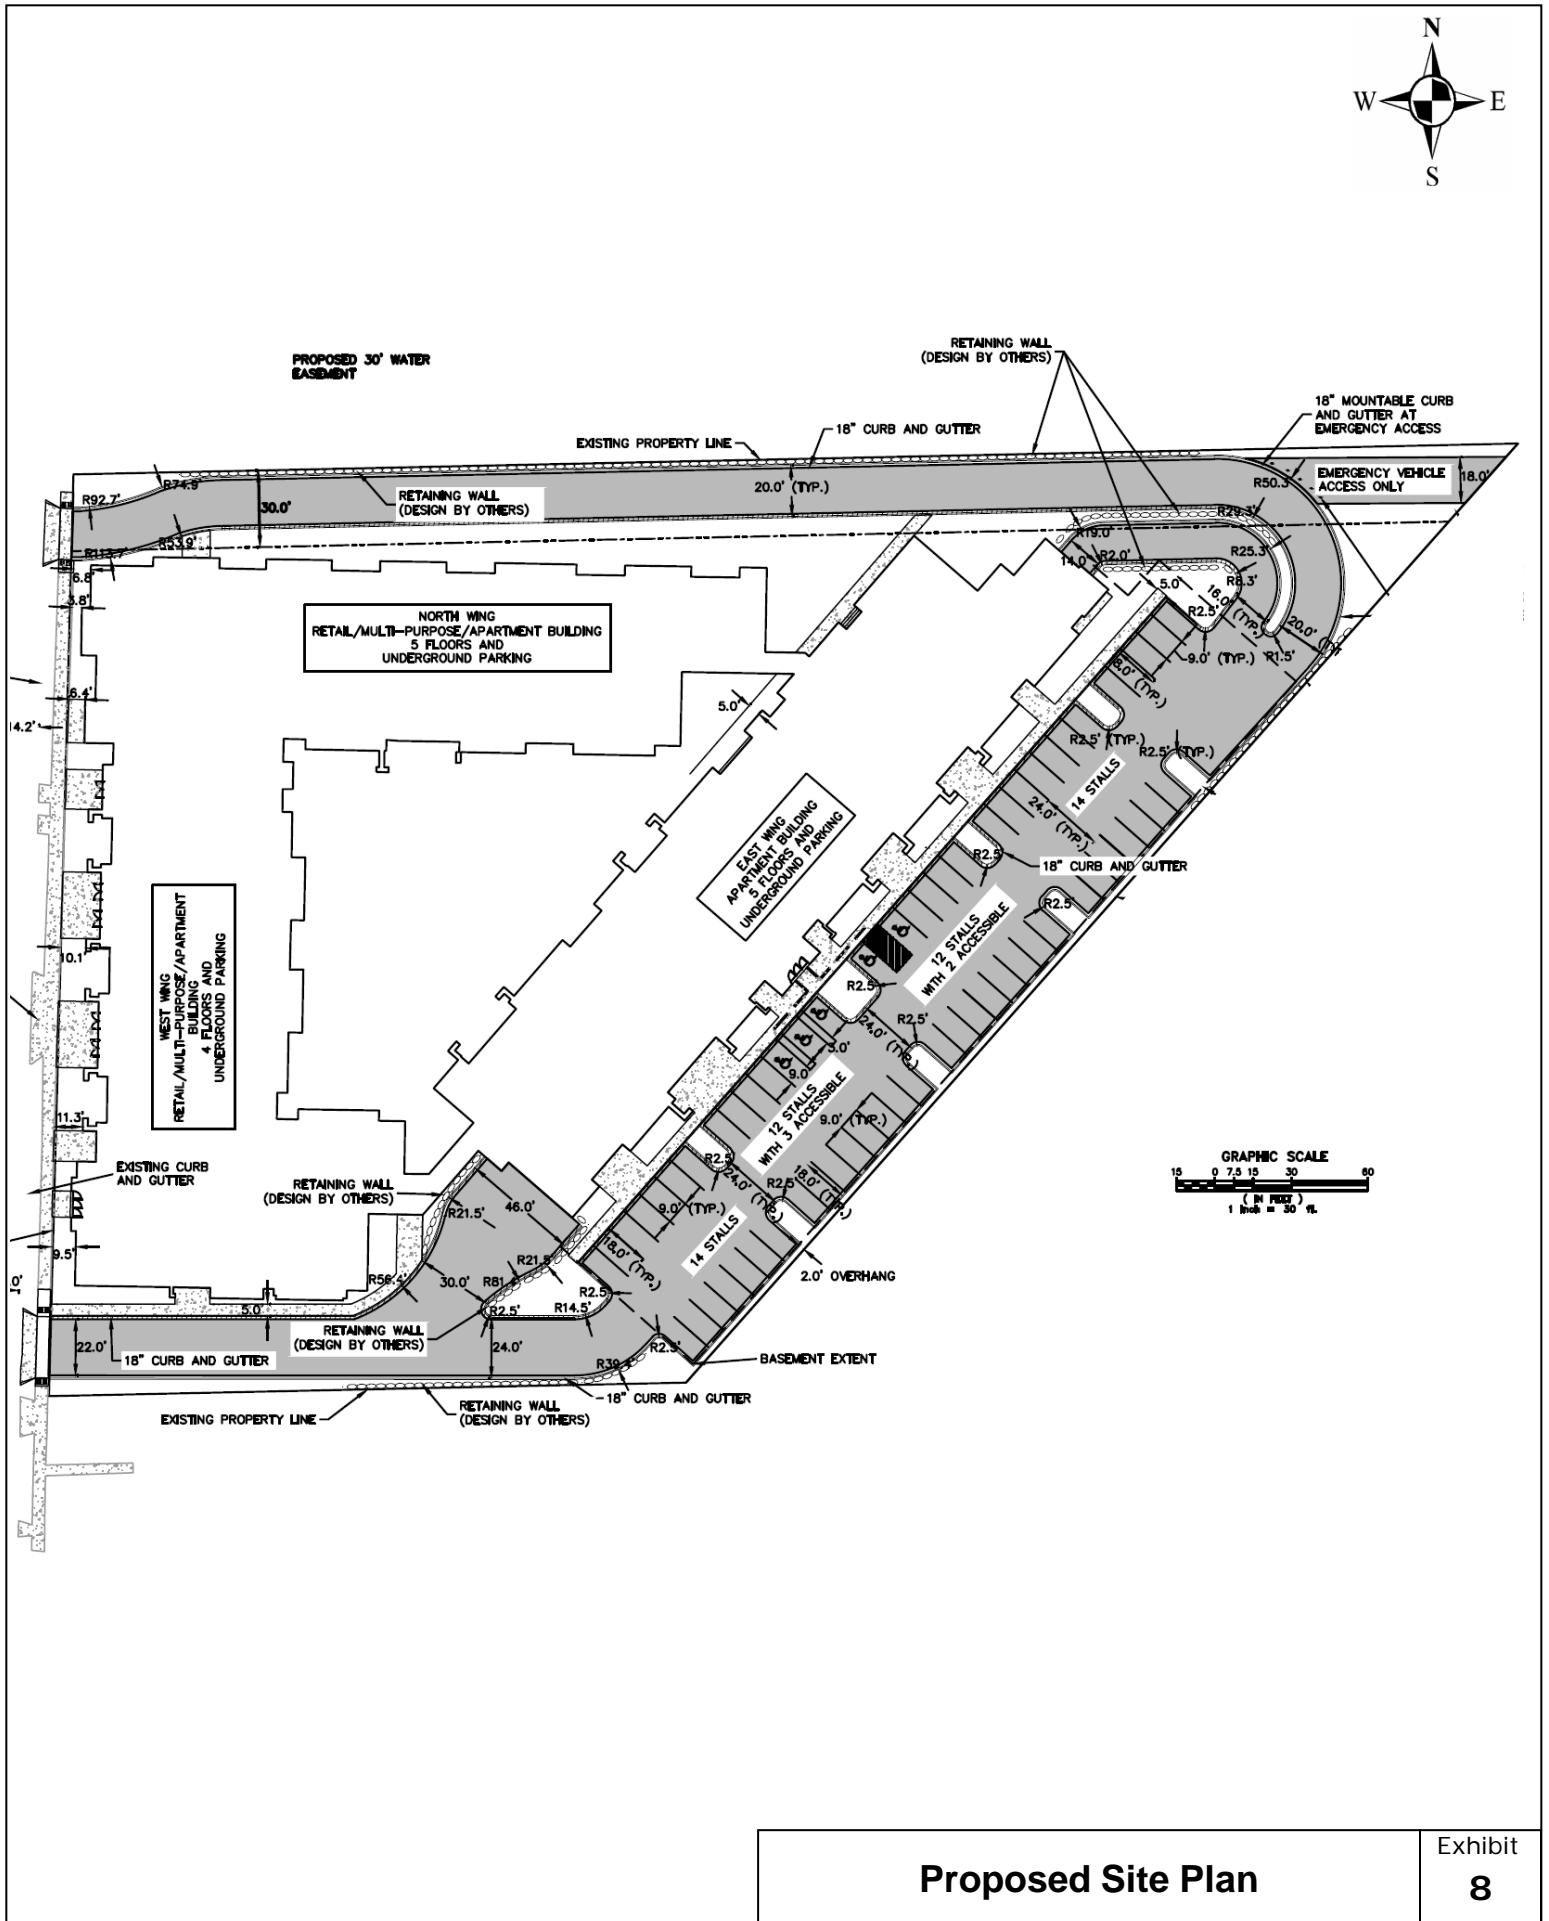 N
W
E
S
PROPOSED 30' WATER
EASEMENT
RETAINING WALL
(DESIGN BY OTHERS)
18" MOUNTABLE CURB
AND GUTTER AT
EMERGENCY ACCESS
18" CURB AND GUTTER
EXISTING PROPERTY LINE
EMERGENCY VEHICLE
ACCESS ONLY
18.0'
R50.3'
R92.7'
R74.9'
30.0'
RETAINING WALL
(DESIGN BY OTHERS)
20.0' (TYP.)
R29.3'
R113.7'
R53.9'
R19.0'
R2.0'
R25.3'
14.0'
6.8'
5.0'
R8.3'
3.8'
16.0'
(TYP.)
R2.5'
20.0'
NORTH WING
RETAIL/MULTI-PURPOSE/APARTMENT BUILDING
5 FLOORS AND
UNDERGROUND PARKING
9.0' (TYP.)
R1.5'
(TYP.)
6.4'
5.0'
R2.5' (TYP.)
R2.5' (TYP.)
14 STALLS
24.0' (TYP.)
EAST WING
APARTMENT BUILDING
5 FLOORS AND
UNDERGROUND PARKING
R2.5'
18" CURB AND GUTTER
R2.5'
12 STALLS
WITH 2 ACCESSIBLE
WEST WING
RETAIL/MULTI-PURPOSE/APARTMENT
BUILDING
4 FLOORS AND
UNDERGROUND PARKING
10.1'
R2.5'
R2.5'
24.0' (TYP.)
9.0'
12 STALLS
WITH 3 ACCESSIBLE
9.0' (TYP.)
11.3'
EXISTING CURB
AND GUTTER
RETAINING WALL
(DESIGN BY OTHERS)
R2.5'
24.0' (TYP.)
18.0' (TYP.)
R2.5'
GRAPHIC SCALE
15 0 7.5 15 30 60
( IN FEET )
1 inch = 30 ft.
R21.5'
46.0'
9.0' (TYP.)
14 STALLS
9.5'
R21.5'
18.0' (TYP.)
R56.4'
30.0'
R81.4'
R2.5'
2.0' OVERHANG
5.0'
R2.5'
R14.5'
RETAINING WALL
(DESIGN BY OTHERS)
22.0'
18" CURB AND GUTTER
24.0'
R39.4'
BASEMENT EXTENT
18" CURB AND GUTTER
EXISTING PROPERTY LINE
RETAINING WALL
(DESIGN BY OTHERS)
Proposed Site Plan
Exhibit
8